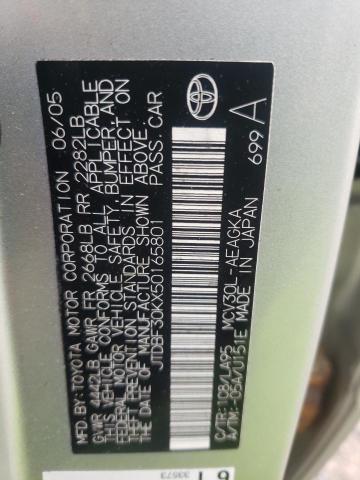 MFD. BY: TOYOTA MOTOR CORPORATION 06/05
GVWR 4442LB GAWR FR 2668LB RR 2282LB
THIS VEHICLE CONFORMS TO ALL APPLICABLE
FEDERAL MOTOR VEHICLE SAFETY, BUMPER, AND
THEFT PREVENTION STANDARDS IN EFFECT ON
THE DATE OF MANUFACTURE SHOWN ABOVE.
JTDBF30KX50165801 PASS. CAR
C/TR: 1C8/LA95 MCV30L-AEAGKA
A/TM: -05A/U151E MADE IN JAPAN
699 A
33573